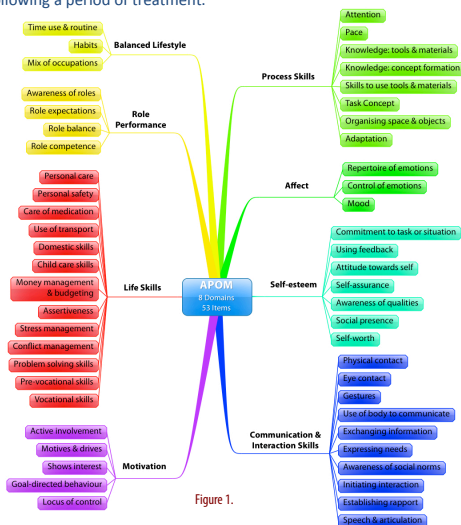 following a period of treatment.
Time use & routine
Habits
Mix of occupations
Balanced Lifestyle
Awareness of roles
Role expectations
Role balance
Role competence
Role
Performance
Personal care
Personal safety
Care of medication
Use of transport
Domestic skills
Child care skills
Money management
& budgeting
Assertiveness
Stress management
Conflict management
Problem solving skills
Pre-vocational skills
Vocational skills
Life Skills
Active involvement
Motives & drives
Shows interest
Goal-directed behaviour
Locus of control
Motivation
APOM
8 Domains
53 Items
Process Skills
Attention
Pace
Knowledge: tools & materials
Knowledge: concept formation
Skills to use tools & materials
Task Concept
Organising space & objects
Adaptation
Affect
Repertoire of emotions
Control of emotions
Mood
Self-esteem
Commitment to task or situation
Using feedback
Attitude towards self
Self-assurance
Awareness of qualities
Social presence
Self-worth
Communication &
Interaction Skills
Physical contact
Eye contact
Gestures
Use of body to communicate
Exchanging information
Expressing needs
Awareness of social norms
Initiating interaction
Establishing rapport
Speech & articulation
Figure 1.